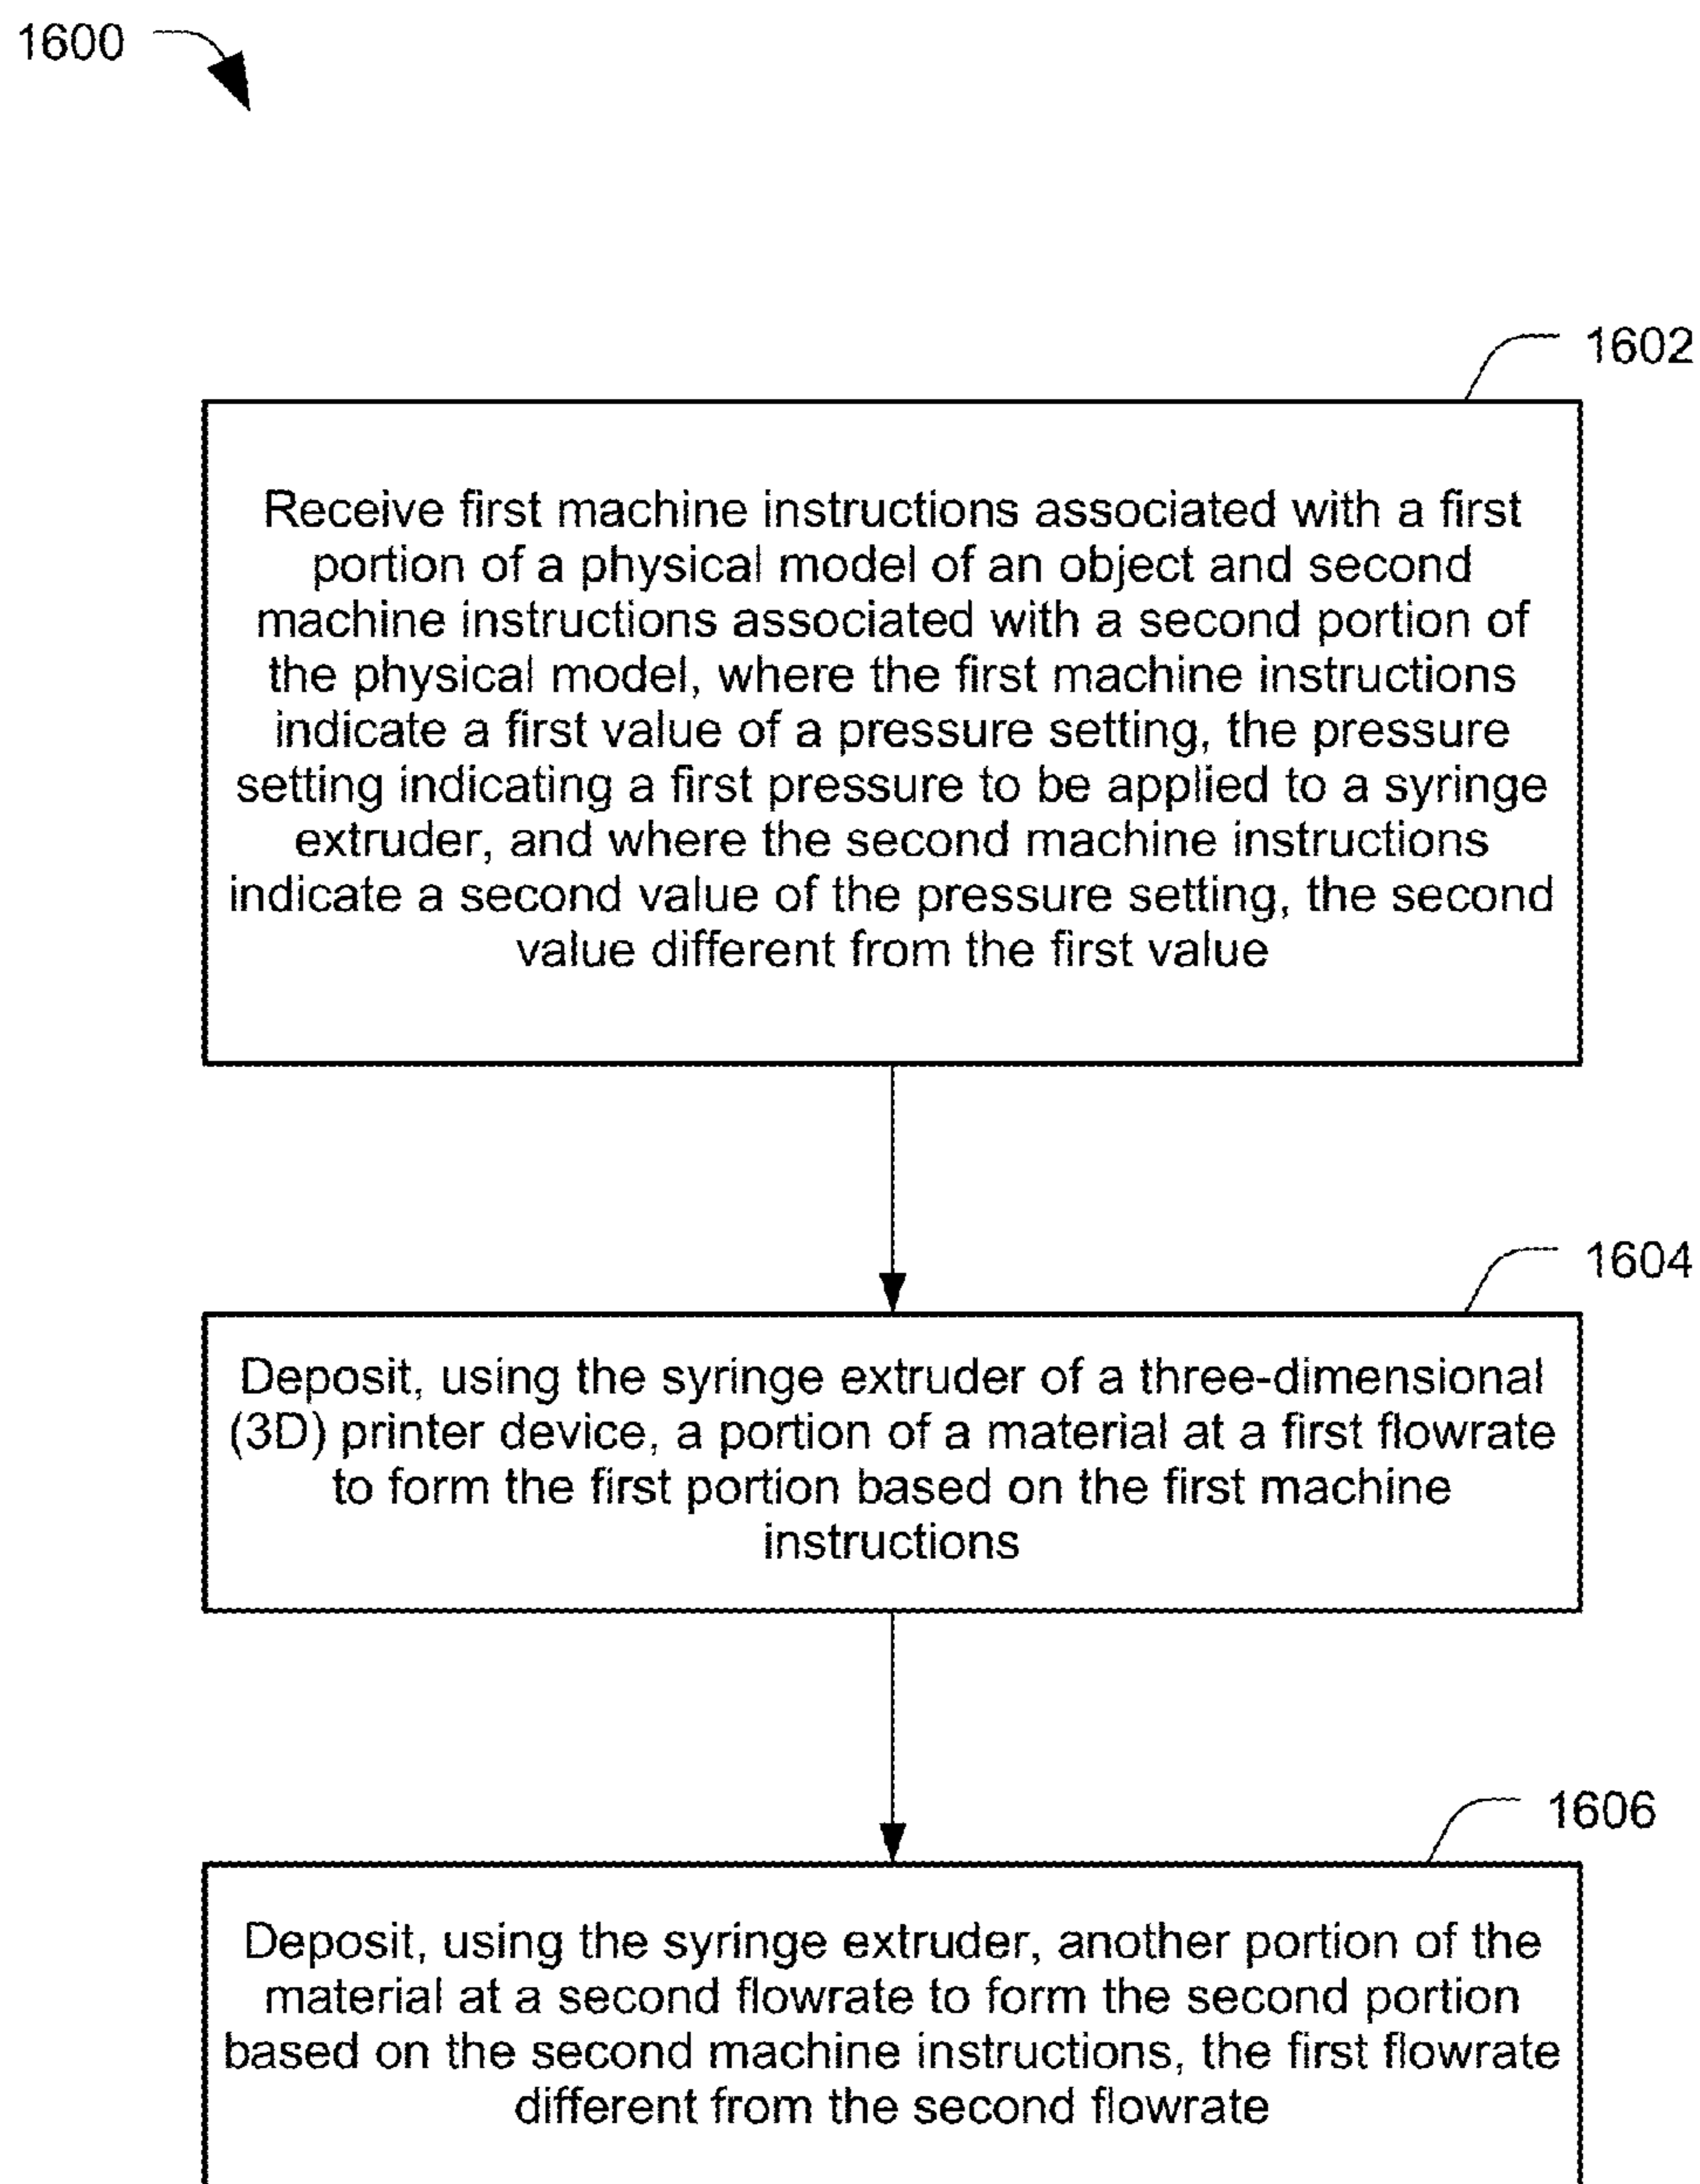 1600
1602
Receive first machine instructions associated with a first
portion of a physical model of an object and second
machine instructions associated with a second portion of
the physical model, where the first machine instructions
indicate a first value of a pressure setting, the pressure
setting indicating a first pressure to be applied to a syringe
extruder, and where the second machine instructions
indicate a second value of the pressure setting, the second
value different from the first value
1604
Deposit, using the syringe extruder of a three-dimensional
(3D) printer device, a portion of a material at a first flowrate
to form the first portion based on the first machine
instructions
1606
Deposit, using the syringe extruder, another portion of the
material at a second flowrate to form the second portion
based on the second machine instructions, the first flowrate
different from the second flowrate